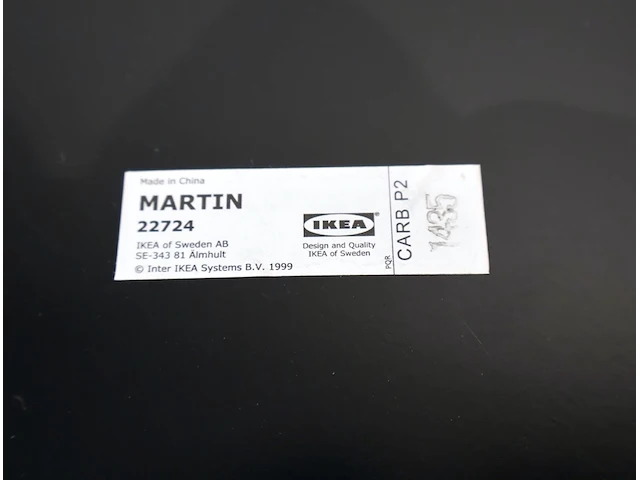 Made in China
MARTIN
22724
IKEA of Sweden AB
SE-343 81 Älmhult
© Inter IKEA Systems B.V. 1999
IKEA
Design and Quality
IKEA of Sweden
PQR
CARB P2
1435